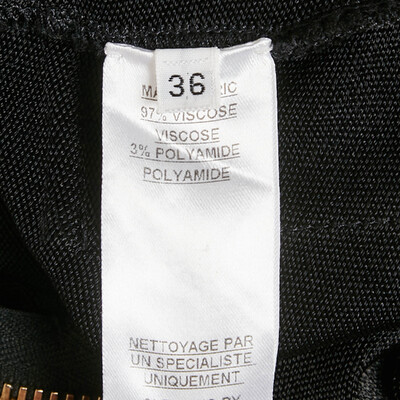 36
97% VISCOSE
VISCOSE
3% POLYAMIDE
POLYAMIDE
NETTOYAGE PAR
UN SPECIALISTE
UNIQUEMENT